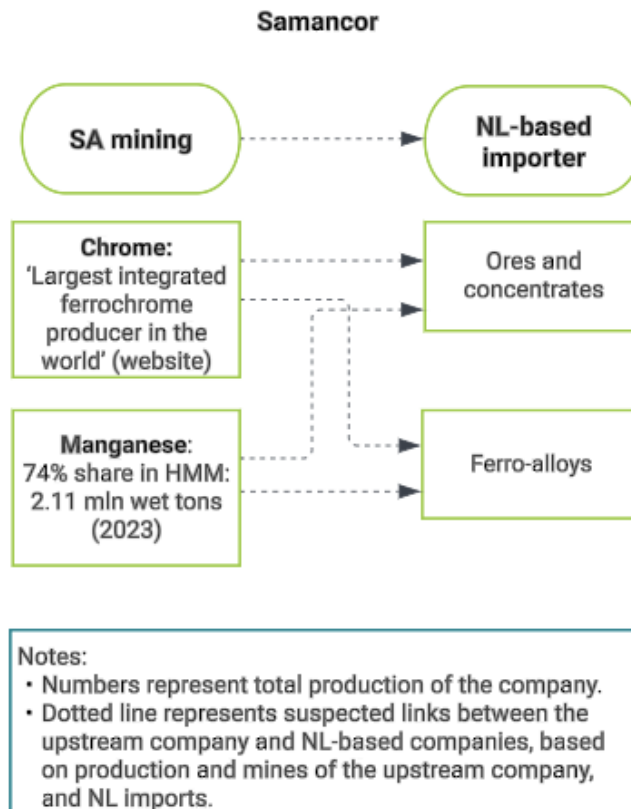 Samancor
SA mining
NL-based
importer
Chrome:
‘Largest integrated
ferrochrome
producer in the
world’ (website)
Ores and
concentrates
Manganese:
74% share in HMM:
2.11 mln wet tons
(2023)
Ferro-alloys
Notes:
• Numbers represent total production of the company.
• Dotted line represents suspected links between the
upstream company and NL-based companies, based
on production and mines of the upstream company,
and NL imports.